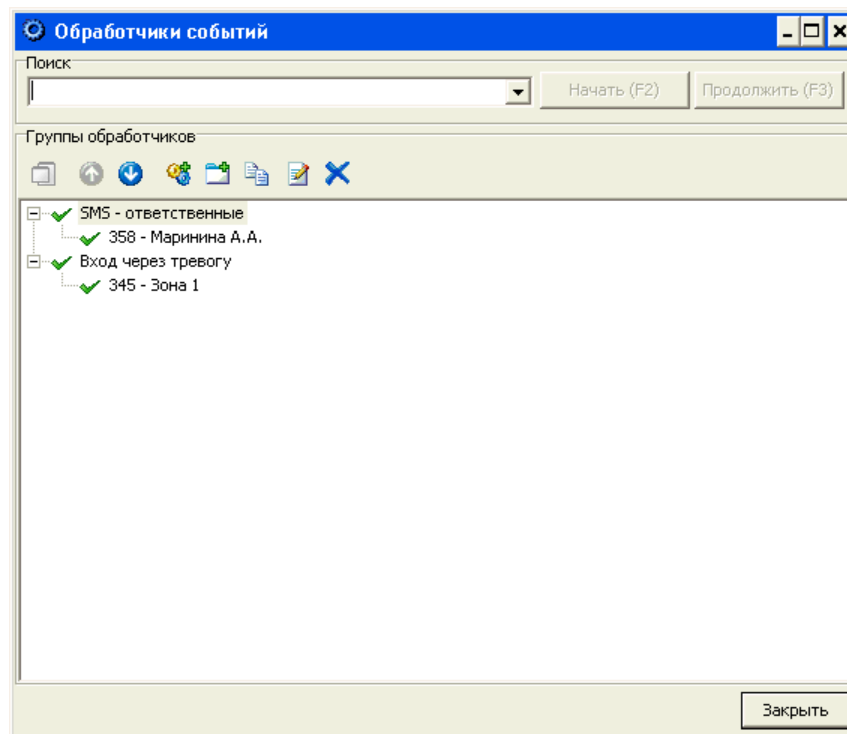 Обработчики событий
Поиск
Начать (F2) Продолжить (F3)
Группы обработчиков
SMS - ответственные
358 - Маринина А.А.
Вход через тревогу
345 - Зона 1
Закрыть